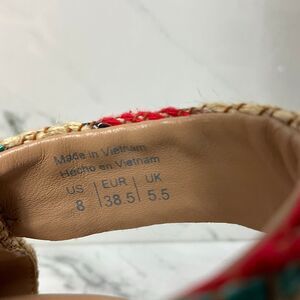 Made in Vietnam
Hecho en Vietnam
US | EUR | UK
8 | 38.5 | 5.5